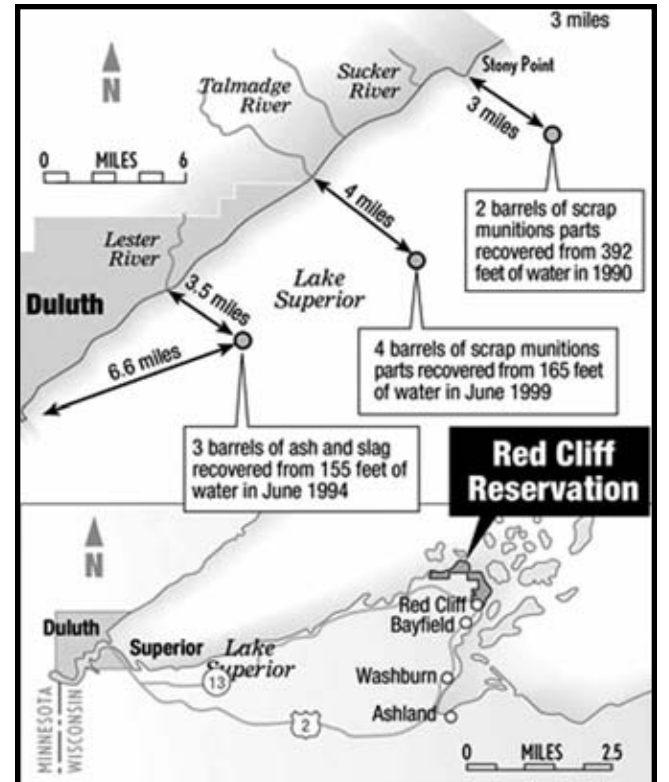 3 miles
N
Stony Point
Sucker
River
Talmadge
River
3 miles
0 MILES 6
2 barrels of scrap
munitions parts
recovered from 392
feet of water in 1990
4 miles
Lester
River
Lake
Superior
Duluth
3.5 miles
6.6 miles
4 barrels of scrap munitions
parts recovered from 165 feet
of water in June 1999
3 barrels of ash and slag
recovered from 155 feet of
water in June 1994
Red Cliff
Reservation
N
Duluth
Superior
Lake
Superior
Red Cliff
Bayfield
13
Washburn
2
Ashland
MINNESOTA
WISCONSIN
0 MILES 25